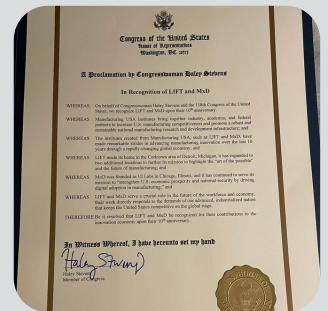 Congress of the United States
House of Representatives
Washington, DC 20515
A Proclamation by Congresswoman Haley Stevens
In Recognition of LIFT and MxD
WHEREAS On behalf of Congresswoman Haley Stevens and the 118th Congress of the United
States, we recognize LIFT and MxD upon their 10th anniversary.
WHEREAS Manufacturing USA institutes bring together industry, academia, and federal
partners to increase U.S. manufacturing competitiveness and promote a robust and
sustainable national manufacturing research and development infrastructure; and
WHEREAS The institutes created from Manufacturing USA, such as LIFT and MxD, have
made remarkable strides in advancing manufacturing innovation over the last 10
years through a rapidly-changing global economy; and
WHEREAS LIFT made its home in the Corktown area of Detroit, Michigan, it has expanded to
two additional locations to further its mission to highlight the "art of the possible"
and the future of manufacturing; and
WHEREAS MxD was founded as UI Labs in Chicago, Illinois, and it has continued to serve its
mission to "strengthen U.S. economic prosperity and national security by driving
digital adoption in manufacturing;" and
WHEREAS LIFT and MxD serve a crucial role in the future of the workforce and economy,
their work directly responds to the demands of our advanced, industrialized nation
that keeps the United States competitive on the global stage.
THEREFORE Be it resolved that LIFT and MxD be recognized for their contributions to the
innovation economy upon their 10th anniversary.
In Witness Whereof, I have hereunto set my hand
Haley Stevens
Haley Stevens
Member of Congress